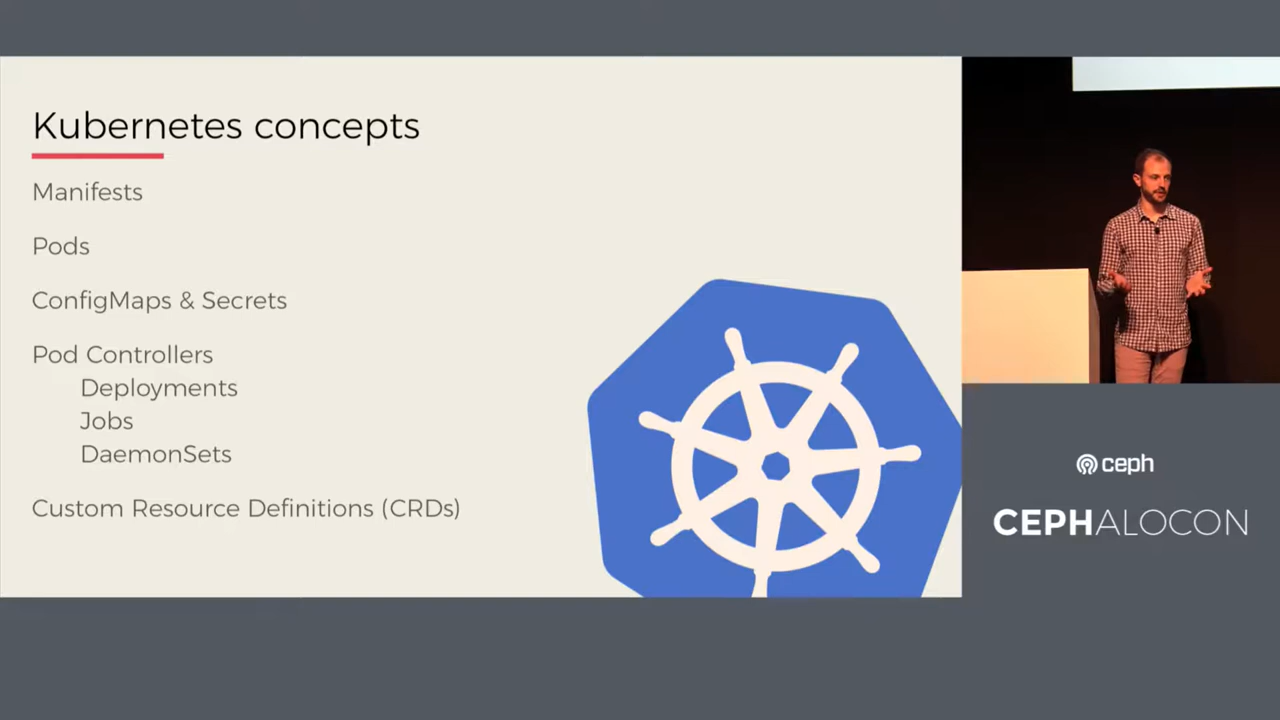 Kubernetes concepts
Manifests
Pods
ConfigMaps & Secrets
Pod Controllers
Deployments
Jobs
DaemonSets
Custom Resource Definitions (CRDs)
ceph
CEPHALOCON